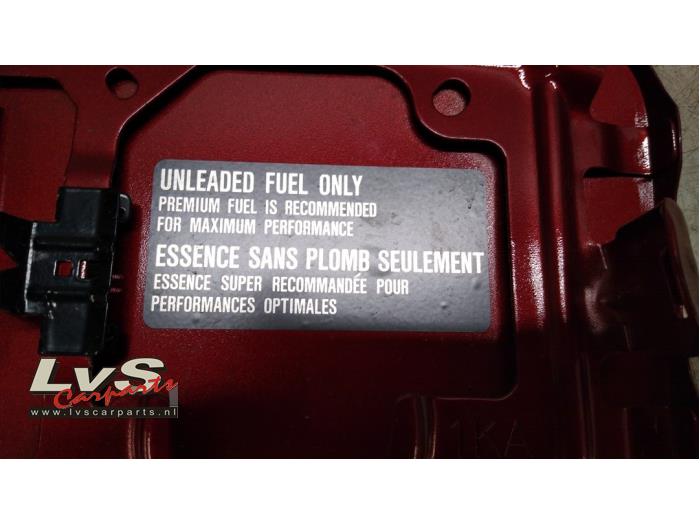 UNLEADED FUEL ONLY
PREMIUM FUEL IS RECOMMENDED
FOR MAXIMUM PERFORMANCE
ESSENCE SANS PLOMB SEULEMENT
ESSENCE SUPER RECOMMANDÉE POUR
PERFORMANCES OPTIMALES
LvS
Carparts
www.lvscarparts.nl
1KA